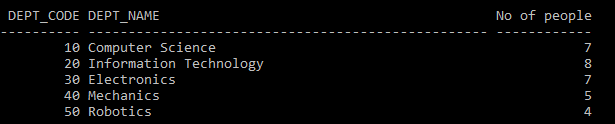 DEPT_CODE DEPT_NAME No of people
---------- -------------------------------------------------- ------------
10 Computer Science 7
20 Information Technology 8
30 Electronics 7
40 Mechanics 5
50 Robotics 4